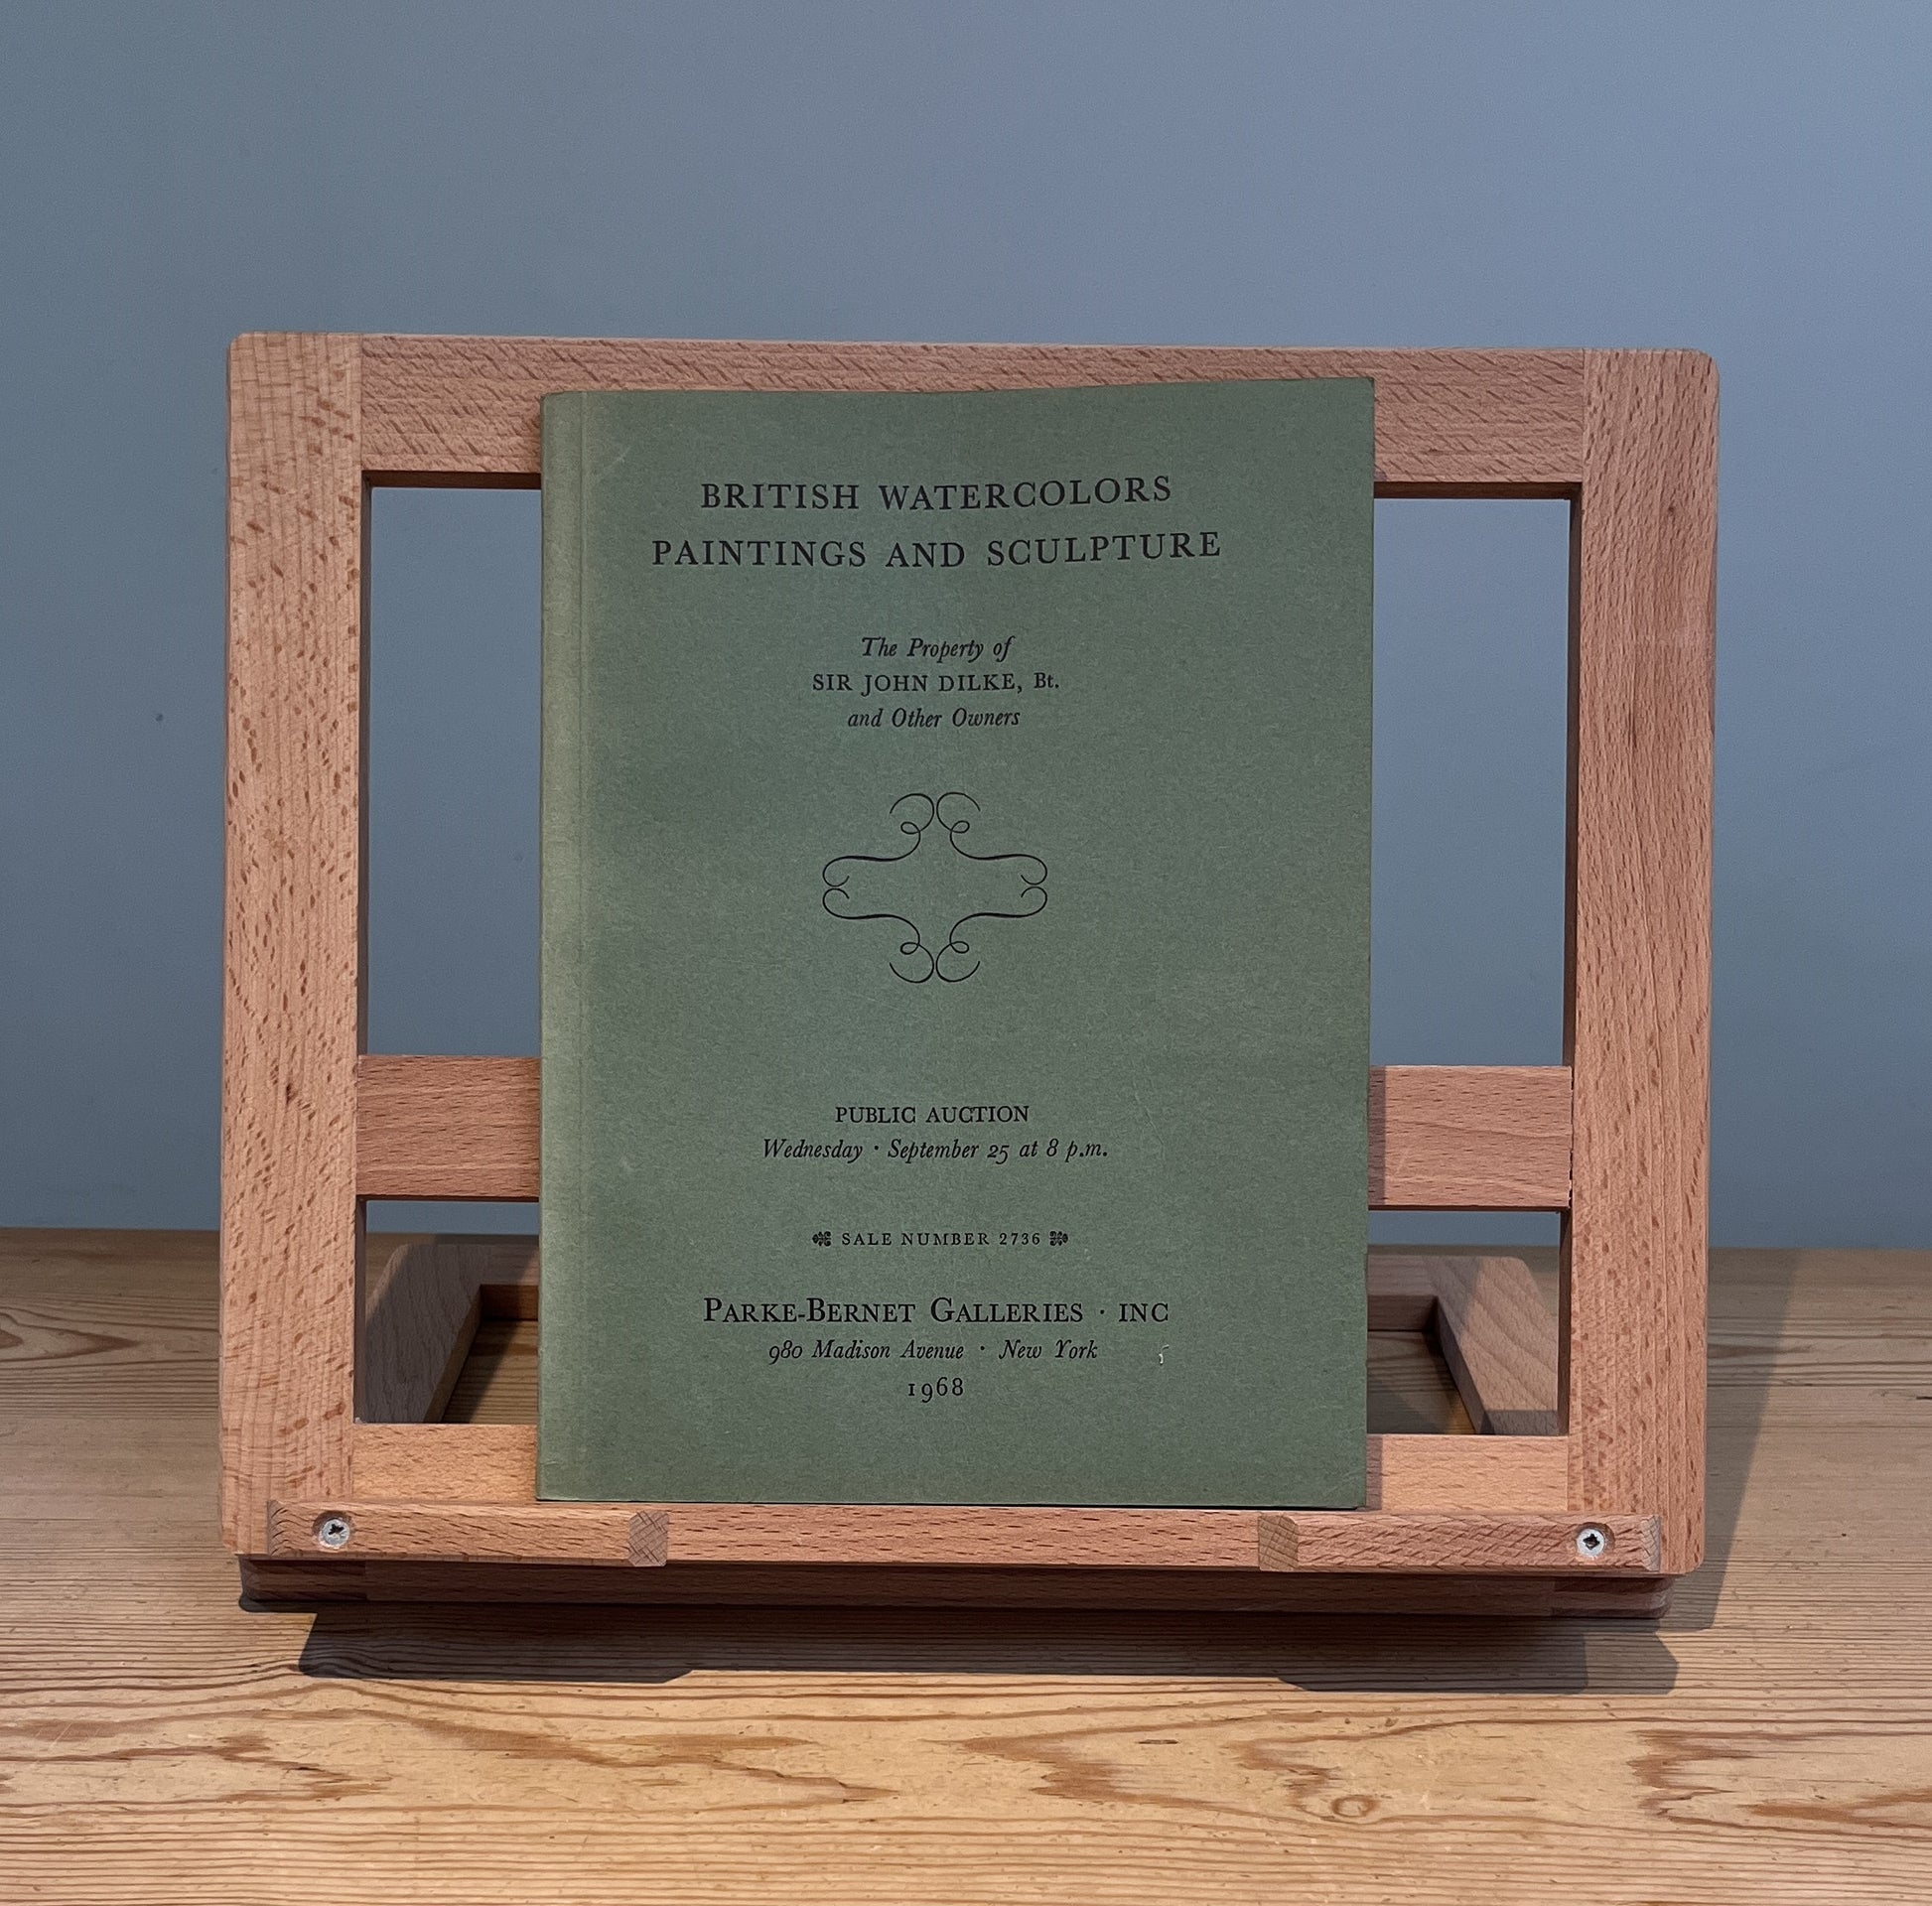 BRITISH WATERCOLORS
PAINTINGS AND SCULPTURE
The Property of
SIR JOHN DILKE, Bt.
and Other Owners
PUBLIC AUCTION
Wednesday · September 25 at 8 p.m.
SALE NUMBER 2736
PARKE-BERNET GALLERIES · INC
980 Madison Avenue · New York
1968